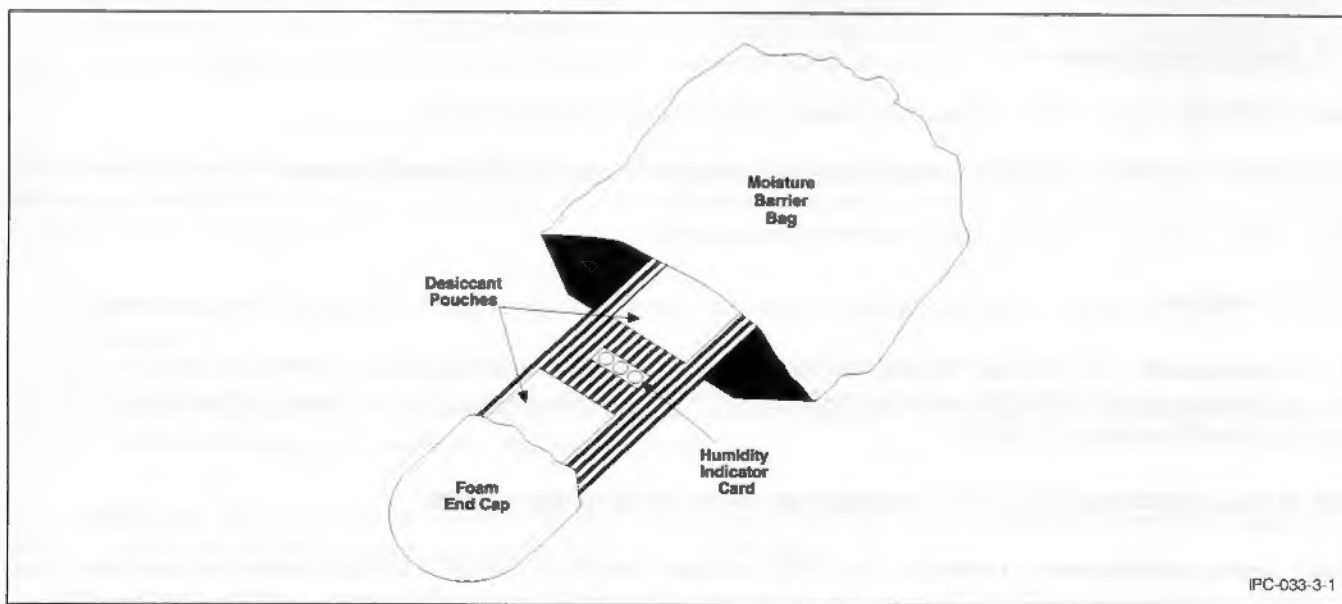 Moisture
Barrier
Bag
Desiccant
Pouches
Humidity
Indicator
Card
Foam
End Cap
IPC-033-3-1